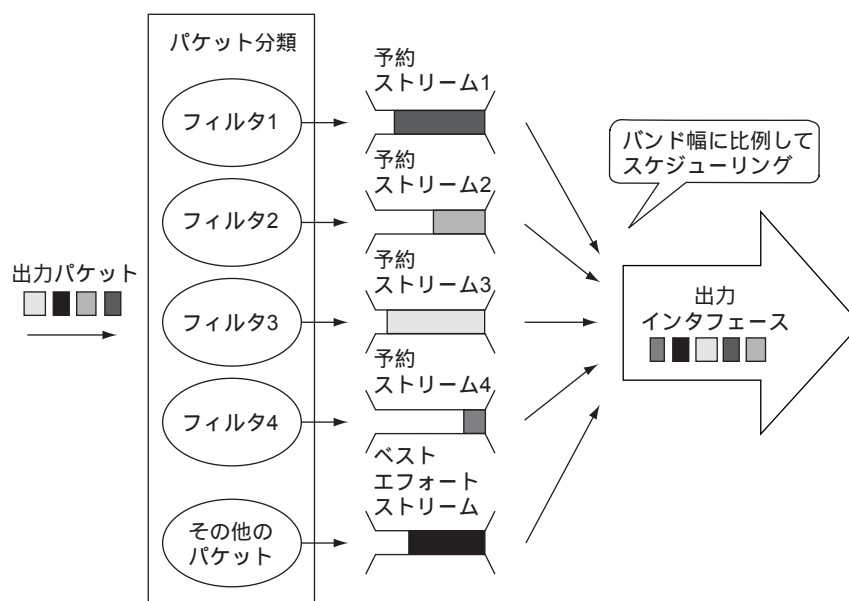 パケット分類
予約
ストリーム1
フィルタ1
バンド幅に比例して
スケジューリング
予約
ストリーム2
フィルタ2
出力パケット
予約
ストリーム3
フィルタ3
出力
インタフェース
予約
ストリーム4
フィルタ4
ベスト
エフォート
ストリーム
その他の
パケット